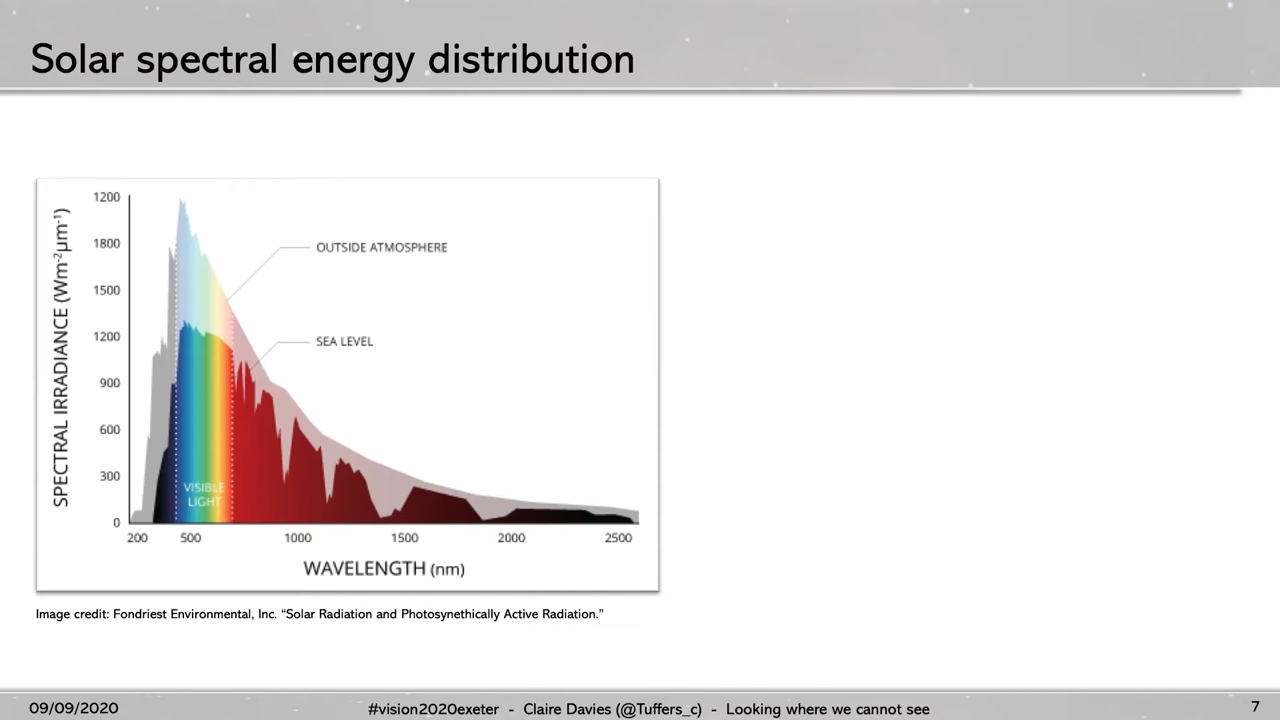 Solar spectral energy distribution
SPECTRAL IRRADIANCE (Wm-2µm-1)
1200
1800
1500
1200
900
600
300
0
OUTSIDE ATMOSPHERE
SEA LEVEL
VISIBLE
LIGHT
200 500 1000 1500 2000 2500
WAVELENGTH (nm)
Image credit: Fondriest Environmental, Inc. “Solar Radiation and Photosynethically Active Radiation.”
09/09/2020 #vision2020exeter - Claire Davies (@Tuffers_c) - Looking where we cannot see 7